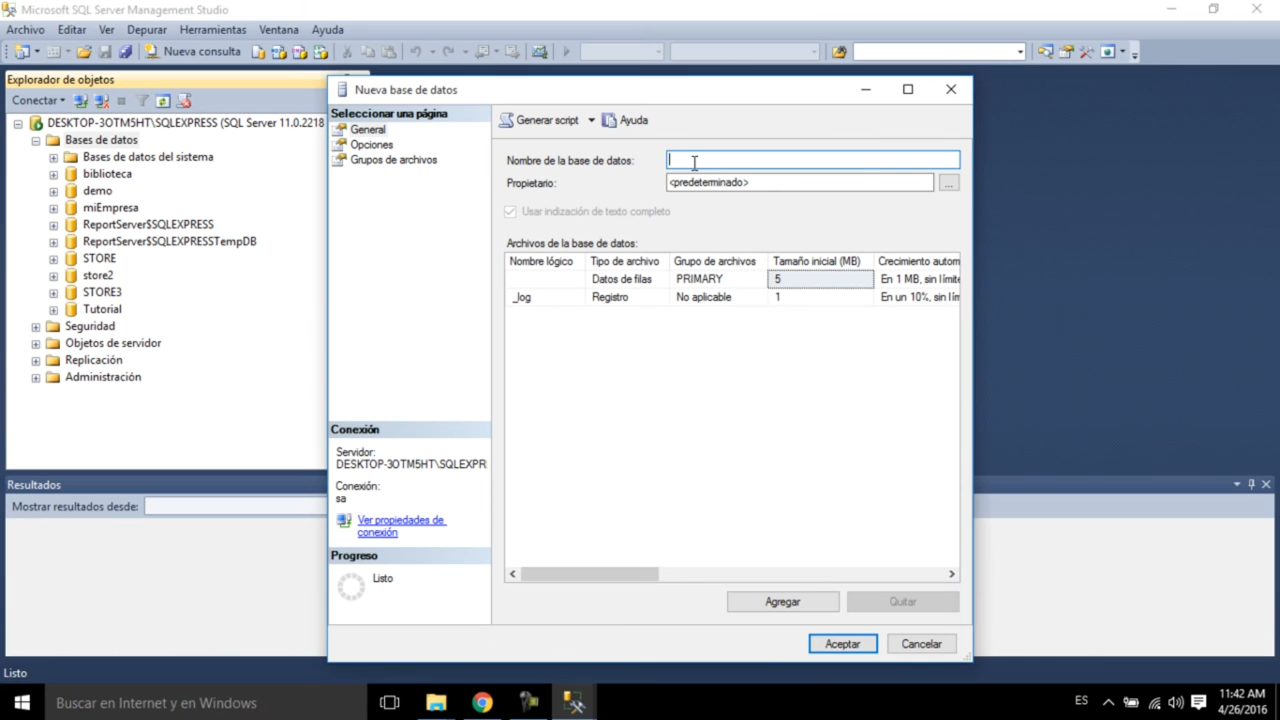 Microsoft SQL Server Management Studio
Archivo Editar Ver Depurar Herramientas Ventana Ayuda
Nueva consulta
Explorador de objetos
Conectar
DESKTOP-3OTM5HT\SQLEXPRESS (SQL Server 11.0.2218
Bases de datos
Bases de datos del sistema
biblioteca
demo
miEmpresa
ReportServer$SQLEXPRESS
ReportServer$SQLEXPRESSTempDB
STORE
store2
STORE3
Tutorial
Seguridad
Objetos de servidor
Replicación
Administración
Nueva base de datos
Seleccionar una página
General
Opciones
Grupos de archivos
Conexión
Servidor:
DESKTOP-3OTM5HT\SQLEXPR
Conexión:
sa
Ver propiedades de
conexión
Progreso
Listo
Generar script Ayuda
Nombre de la base de datos:
Propietario: <predeterminado> ...
Usar indización de texto completo
Archivos de la base de datos:
Nombre lógico Tipo de archivo Grupo de archivos Tamaño inicial (MB) Crecimiento autom
Datos de filas PRIMARY 5 En 1 MB, sin límite
_log Registro No aplicable 1 En un 10%, sin lím
Agregar Quitar
Aceptar Cancelar
Resultados
Mostrar resultados desde:
Listo
Buscar en Internet y en Windows
ES
11:42 AM
4/26/2016